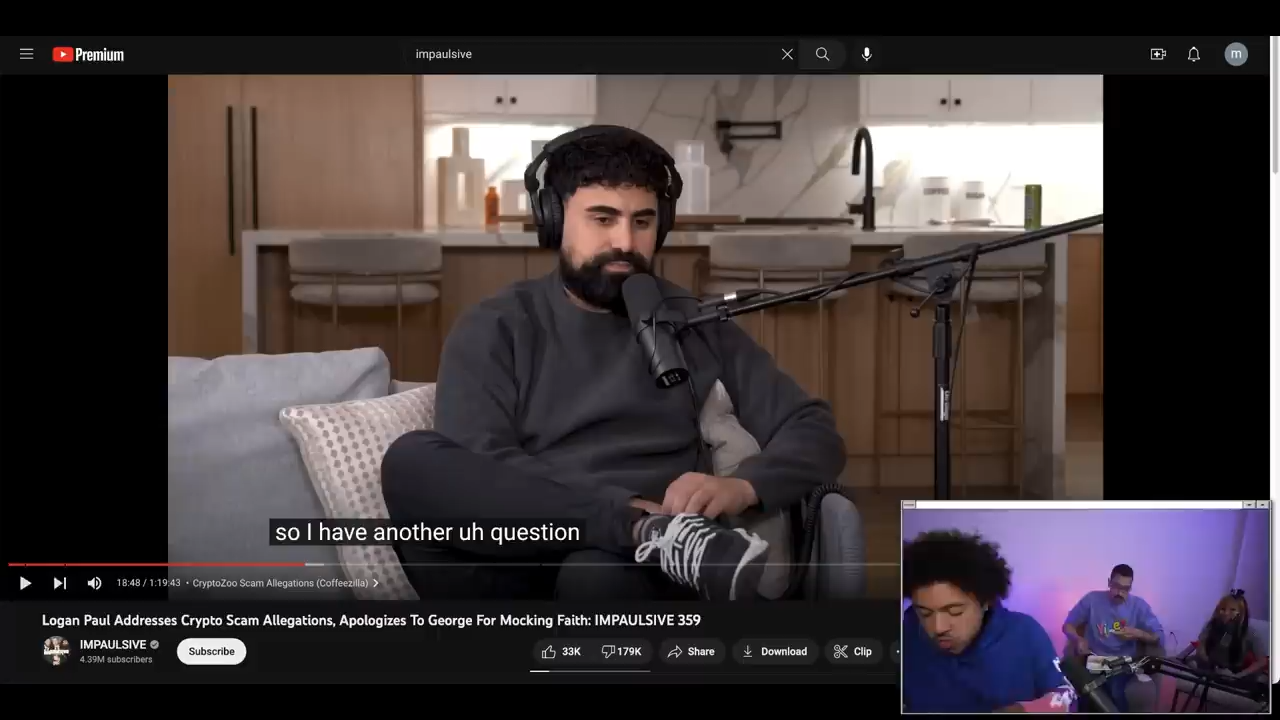 Premium
impaulsive
m
so I have another uh question
18:48 / 1:19:43 • CryptoZoo Scam Allegations (Coffeezilla) >
Logan Paul Addresses Crypto Scam Allegations, Apologizes To George For Mocking Faith: IMPAULSIVE 359
IMPAULSIVE
4.39M subscribers
Subscribe
33K
179K
Share
Download
Clip